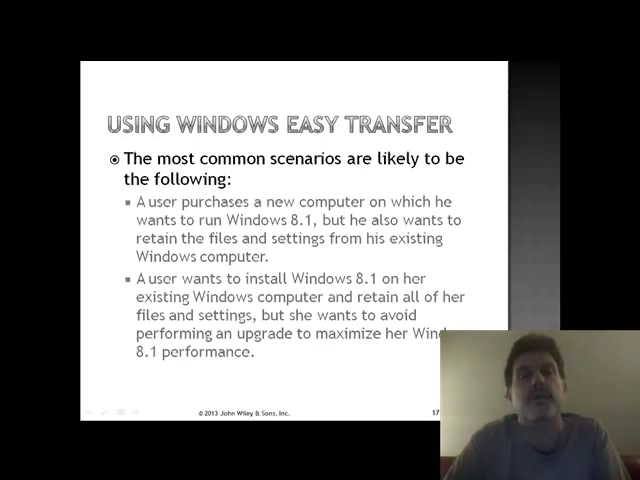 USING WINDOWS EASY TRANSFER
The most common scenarios are likely to be
the following:
A user purchases a new computer on which he
wants to run Windows 8.1, but he also wants to
retain the files and settings from his existing
Windows computer.
A user wants to install Windows 8.1 on her
existing Windows computer and retain all of her
files and settings, but she wants to avoid
performing an upgrade to maximize her
8.1 performance.
© 2013 John Wiley & Sons, Inc.
17